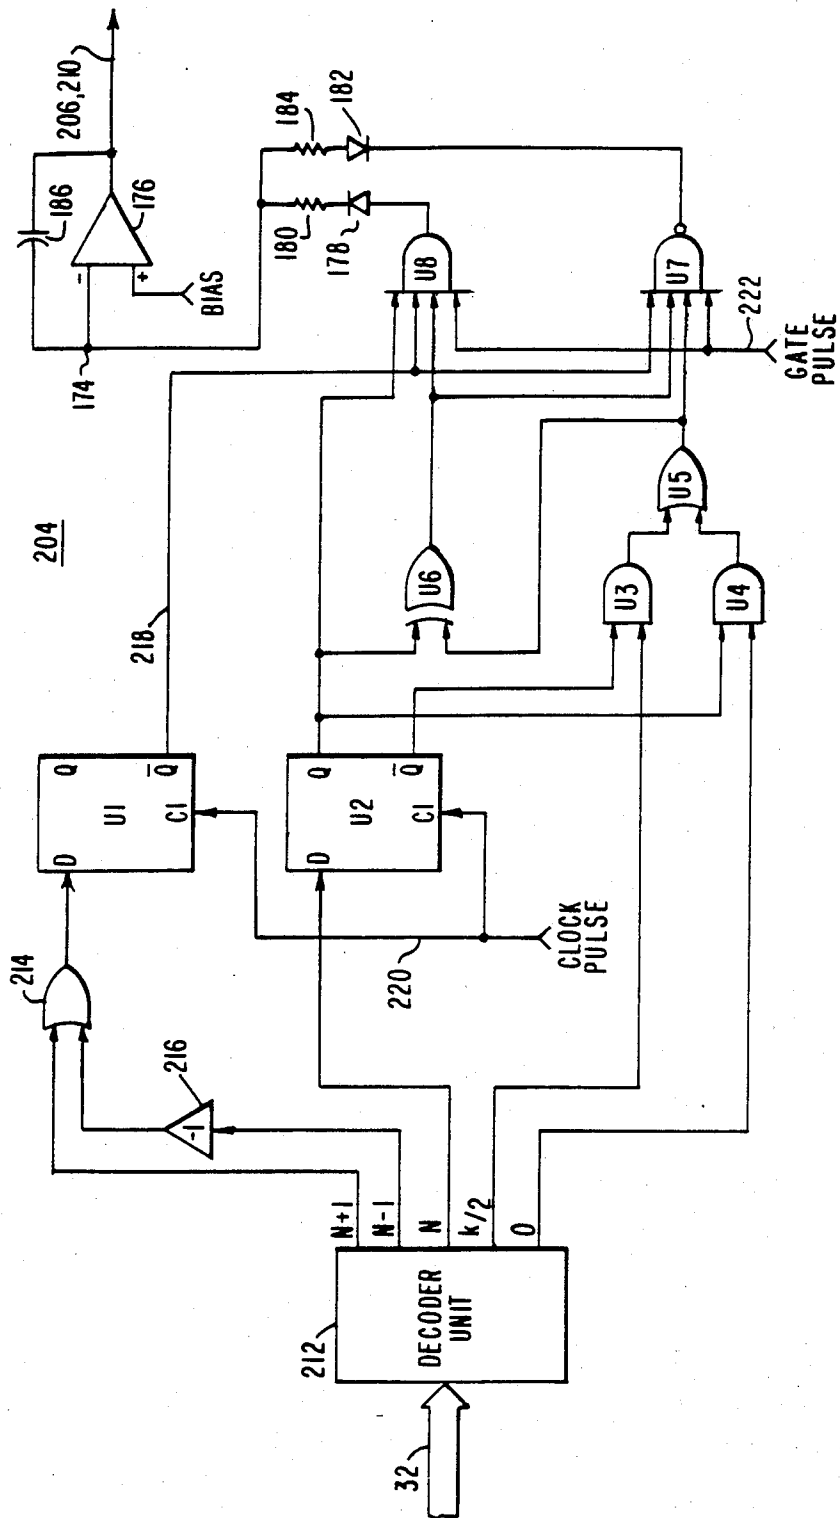 204
32
212
DECODER
UNIT
N+1
N-1
N
k/2
0
216
-1
214
220
CLOCK
PULSE
D
U1
Q
Q̅
C1
D
U2
Q
Q̅
C1
218
U6
U3
U4
U5
U8
U7
222
GATE
PULSE
174
-
+
BIAS
186
176
206,210
180
178
184
182